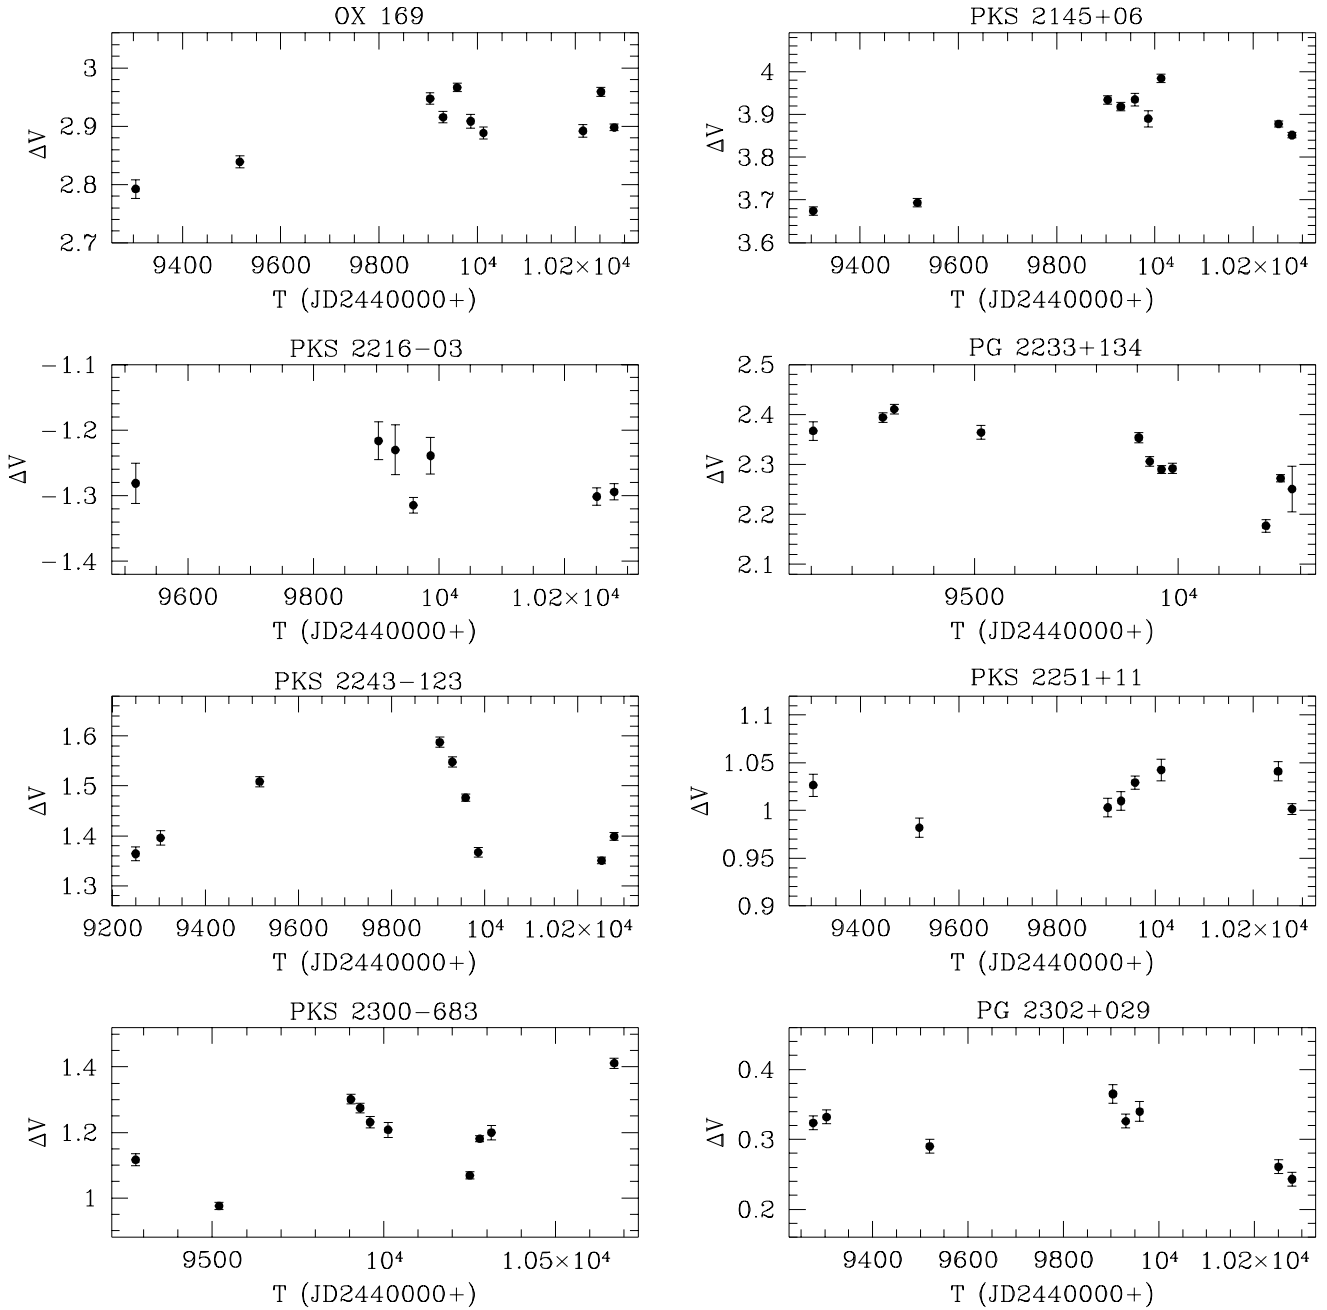 OX 169
3
2.9
2.8
2.7
ΔV
9400 9600 9800 10⁴ 1.02×10⁴
T (JD2440000+)
PKS 2145+06
4
3.9
3.8
3.7
3.6
ΔV
9400 9600 9800 10⁴ 1.02×10⁴
T (JD2440000+)
PKS 2216−03
−1.1
−1.2
−1.3
−1.4
ΔV
9600 9800 10⁴ 1.02×10⁴
T (JD2440000+)
PG 2233+134
2.5
2.4
2.3
2.2
2.1
ΔV
9500 10⁴
T (JD2440000+)
PKS 2243−123
1.6
1.5
1.4
1.3
ΔV
9200 9400 9600 9800 10⁴ 1.02×10⁴
T (JD2440000+)
PKS 2251+11
1.1
1.05
1
0.95
0.9
ΔV
9400 9600 9800 10⁴ 1.02×10⁴
T (JD2440000+)
PKS 2300−683
1.4
1.2
1
ΔV
9500 10⁴ 1.05×10⁴
T (JD2440000+)
PG 2302+029
0.4
0.3
0.2
ΔV
9400 9600 9800 10⁴ 1.02×10⁴
T (JD2440000+)